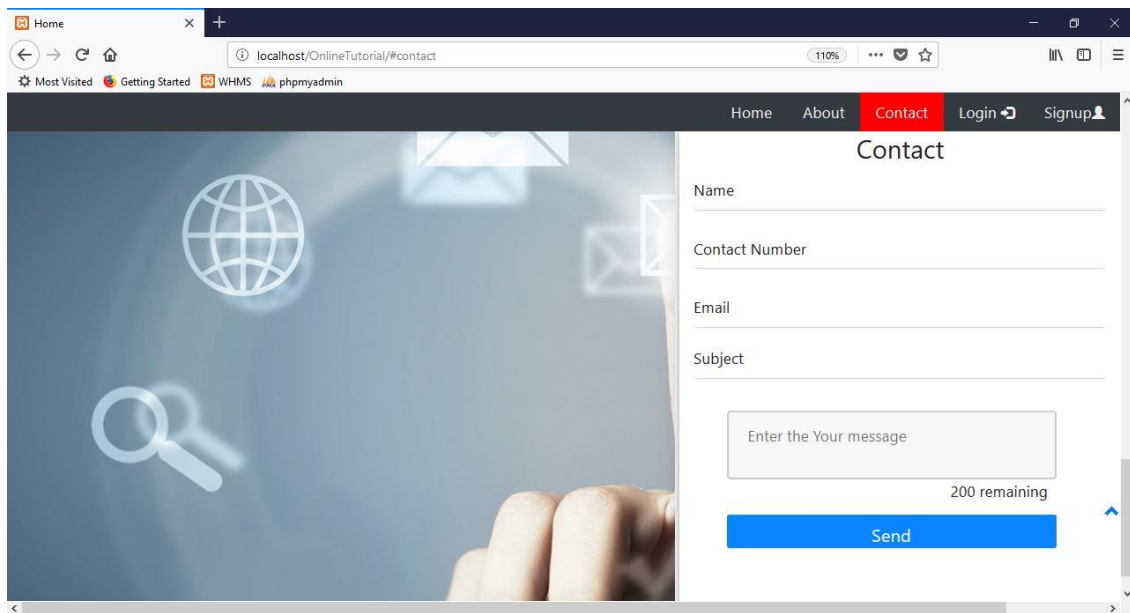 Home
localhost/OnlineTutorial/#contact
110%
Most Visited Getting Started WHMS phpmyadmin
Home About Contact Login Signup
Contact
Name
Contact Number
Email
Subject
Enter the Your message
200 remaining
Send